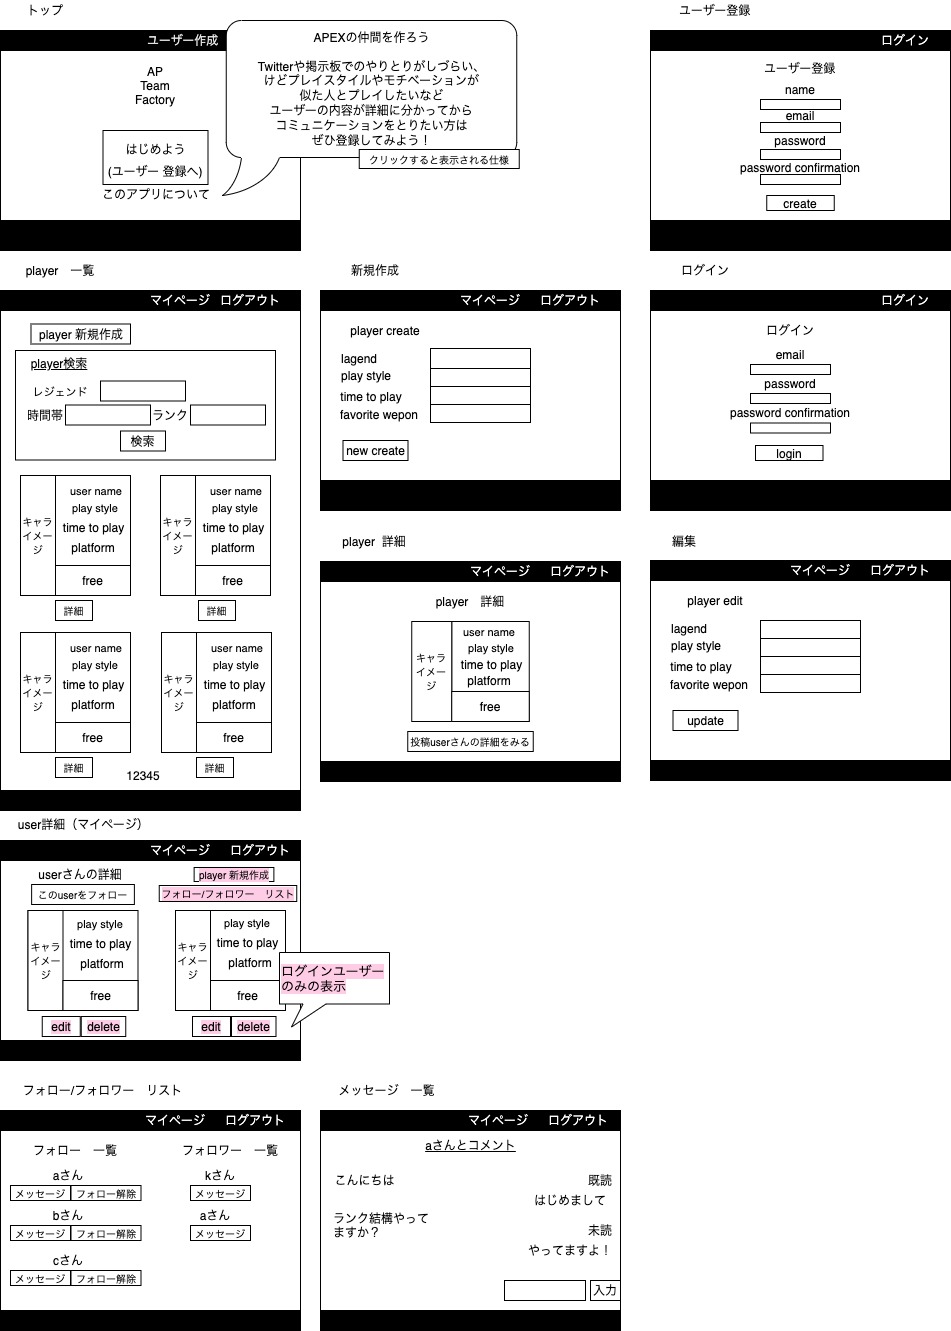 トップ
ユーザー作成
AP
Team
Factory
はじめよう
(ユーザー 登録へ)
このアプリについて
APEXの仲間を作ろう
Twitterや掲示板でのやりとりがしづらい、
けどプレイスタイルやモチベーションが
似た人とプレイしたいなど
ユーザーの内容が詳細に分かってから
コミュニケーションをとりたい方は
ぜひ登録してみよう！
クリックすると表示される仕様
ユーザー登録
ログイン
ユーザー登録
name
email
password
password confirmation
create
player　一覧
マイページ ログアウト
player 新規作成
player検索
レジェンド
時間帯 ランク
検索
キャラ
イメー
ジ
user name
play style
time to play
platform
free
詳細
キャラ
イメー
ジ
user name
play style
time to play
platform
free
詳細
キャラ
イメー
ジ
user name
play style
time to play
platform
free
詳細
キャラ
イメー
ジ
user name
play style
time to play
platform
free
詳細
12345
新規作成
マイページ ログアウト
player create
lagend
play style
time to play
favorite wepon
new create
ログイン
ログイン
ログイン
email
password
password confirmation
login
player 詳細
マイページ ログアウト
player　詳細
キャラ
イメー
ジ
user name
play style
time to play
platform
free
投稿userさんの詳細をみる
編集
マイページ ログアウト
player edit
lagend
play style
time to play
favorite wepon
update
user詳細（マイページ）
マイページ ログアウト
userさんの詳細
このuserをフォロー
player 新規作成
フォロー/フォロワー　リスト
キャラ
イメー
ジ
play style
time to play
platform
free
edit delete
キャラ
イメー
ジ
play style
time to play
platform
free
edit delete
ログインユーザー
のみの表示
フォロー/フォロワー　リスト
マイページ ログアウト
フォロー　一覧
aさん
メッセージ フォロー解除
bさん
メッセージ フォロー解除
cさん
メッセージ フォロー解除
フォロワー　一覧
kさん
メッセージ
aさん
メッセージ
メッセージ　一覧
マイページ ログアウト
aさんとコメント
こんにちは
既読
はじめまして
ランク結構やって
ますか？
未読
やってますよ！
入力